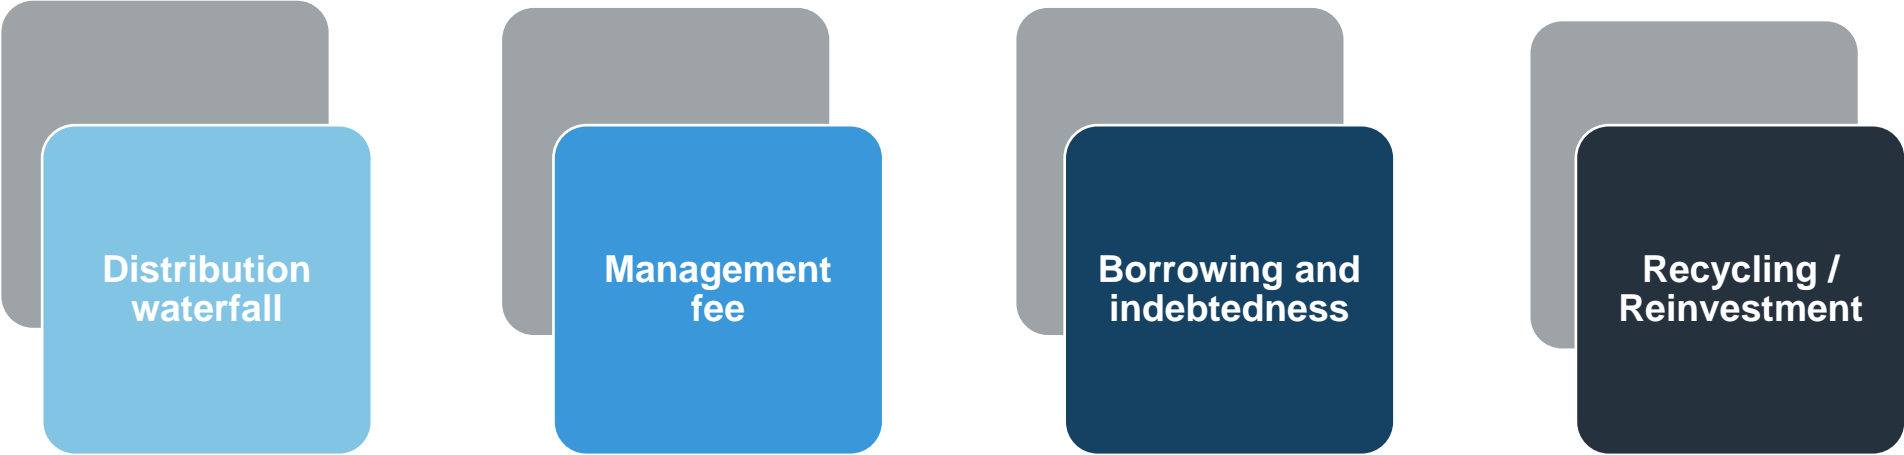 Distribution
waterfall
Management
fee
Borrowing and
indebtedness
Recycling /
Reinvestment